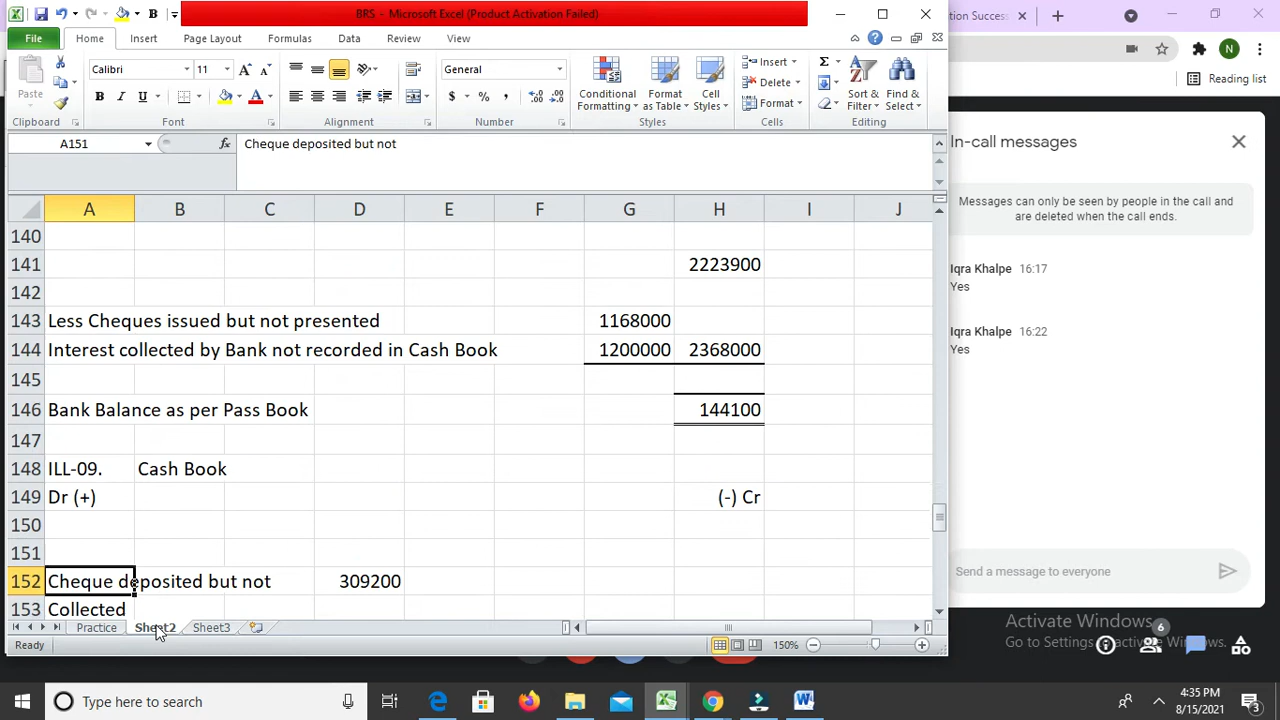 BRS - Microsoft Excel (Product Activation Failed)
File Home Insert Page Layout Formulas Data Review View
Paste
Clipboard
Calibri 11
B I U
Font
Alignment
General
$ % ,
Number
Conditional Formatting
Format as Table
Cell Styles
Styles
Insert
Delete
Format
Cells
Sort & Filter
Find & Select
Editing
A151 fx Cheque deposited but not
A B C D E F G H I J
140
141 2223900
142
143 Less Cheques issued but not presented 1168000
144 Interest collected by Bank not recorded in Cash Book 1200000 2368000
145
146 Bank Balance as per Pass Book 144100
147
148 ILL-09. Cash Book
149 Dr (+) (-) Cr
150
151
152 Cheque deposited but not 309200
153 Collected
Practice Sheet2 Sheet3
Ready 150%
tion Succes
N
Reading list
In-call messages
Messages can only be seen by people in the call and
are deleted when the call ends.
Iqra Khalpe 16:17
Yes
Iqra Khalpe 16:22
Yes
Send a message to everyone
Activate Windows
Go to Settings to activate Windows.
6
Type here to search
4:35 PM
8/15/2021
3